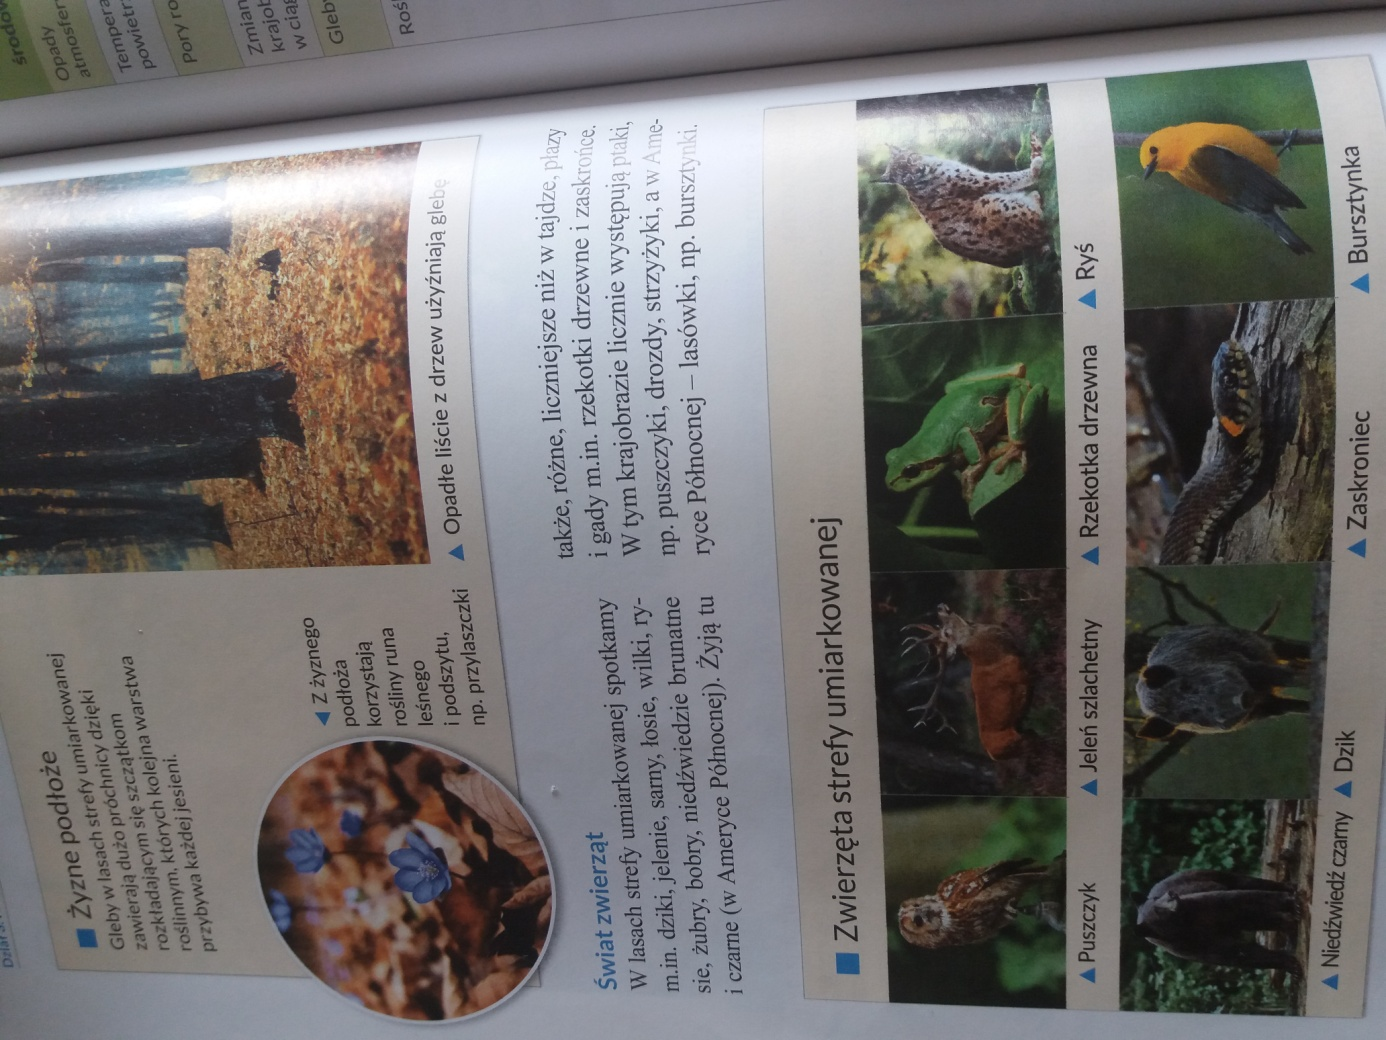 Żyzne podłoże
Gleby w lasach strefy umiarkowanej
zawierają dużo próchnicy dzięki
rozkładającym się szczątkom
roślinnym, których kolejna warstwa
przybywa każdej jesieni.
Z żyznego
podłoża
korzystają
rośliny runa
leśnego
i podszytu,
np. przylaszczki
Opadłe liście z drzew użyźniają glebę
Świat zwierząt
W lasach strefy umiarkowanej spotkamy
m.in. dziki, jelenie, sarny, łosie, wilki, ry-
sie, żubry, bobry, niedźwiedzie brunatne
i czarne (w Ameryce Północnej). Żyją tu
także, różne, liczniejsze niż w tajdze, płazy
i gady m.in. rzekotki drzewne i zaskrońce.
W tym krajobrazie licznie występują ptaki,
np. puszczyki, drozdy, strzyżyki, a w Ame-
ryce Północnej – lasówki, np. bursztynki.
Zwierzęta strefy umiarkowanej
Puszczyk
Jeleń szlachetny
Rzekotka drzewna
Ryś
Niedźwiedź czarny
Dzik
Zaskroniec
Bursztynka
Opady
Pory ro
Gleb